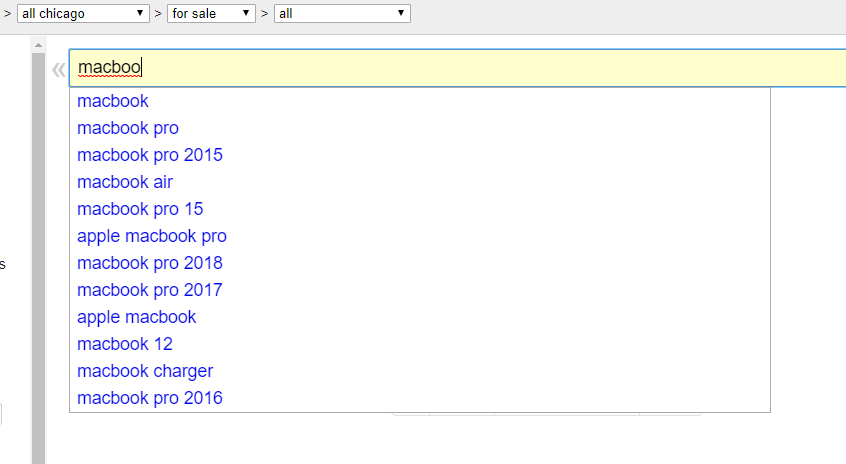 > all chicago > for sale > all
«
macboo
macbook
macbook pro
macbook pro 2015
macbook air
macbook pro 15
apple macbook pro
macbook pro 2018
macbook pro 2017
apple macbook
macbook 12
macbook charger
macbook pro 2016
s